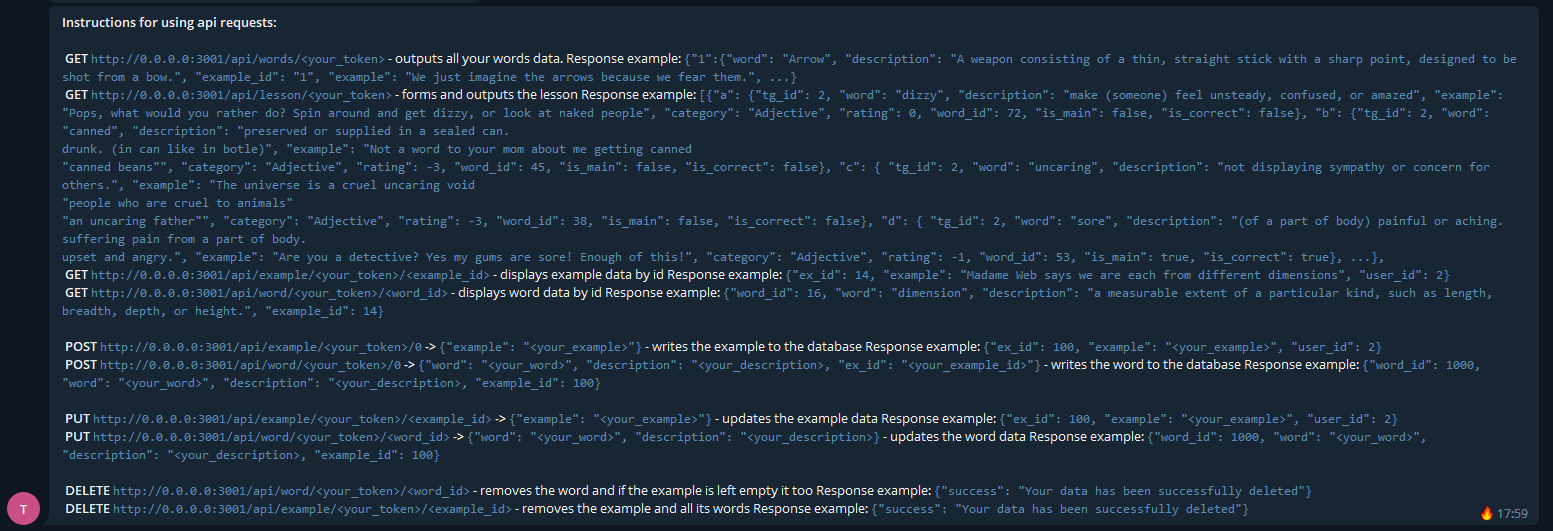 Instructions for using api requests:
GET http://0.0.0.0:3001/api/words/<your_token> - outputs all your words data. Response example: {"1":{"word": "Arrow", "description": "A weapon consisting of a thin, straight stick with a sharp point, designed to be
shot from a bow.", "example_id": "1", "example": "We just imagine the arrows because we fear them.", ...}
GET http://0.0.0.0:3001/api/lesson/<your_token> - forms and outputs the lesson Response example: [{"a": {"tg_id": 2, "word": "dizzy", "description": "make (someone) feel unsteady, confused, or amazed", "example":
"Pops, what would you rather do? Spin around and get dizzy, or look at naked people", "category": "Adjective", "rating": 0, "word_id": 72, "is_main": false, "is_correct": false}, "b": {"tg_id": 2, "word":
"canned", "description": "preserved or supplied in a sealed can.
drunk. (in can like in botle)", "example": "Not a word to your mom about me getting canned
"canned beans"", "category": "Adjective", "rating": -3, "word_id": 45, "is_main": false, "is_correct": false}, "c": { "tg_id": 2, "word": "uncaring", "description": "not displaying sympathy or concern for
others.", "example": "The universe is a cruel uncaring void
"people who are cruel to animals"
"an uncaring father"", "category": "Adjective", "rating": -3, "word_id": 38, "is_main": false, "is_correct": false}, "d": { "tg_id": 2, "word": "sore", "description": "(of a part of body) painful or aching.
suffering pain from a part of body.
upset and angry.", "example": "Are you a detective? Yes my gums are sore! Enough of this!", "category": "Adjective", "rating": -1, "word_id": 53, "is_main": true, "is_correct": true}, ...},
GET http://0.0.0.0:3001/api/example/<your_token>/<example_id> - displays example data by id Response example: {"ex_id": 14, "example": "Madame Web says we are each from different dimensions", "user_id": 2}
GET http://0.0.0.0:3001/api/word/<your_token>/<word_id> - displays word data by id Response example: {"word_id": 16, "word": "dimension", "description": "a measurable extent of a particular kind, such as length,
breadth, depth, or height.", "example_id": 14}
POST http://0.0.0.0:3001/api/example/<your_token>/0 -> {"example": "<your_example>"} - writes the example to the database Response example: {"ex_id": 100, "example": "<your_example>", "user_id": 2}
POST http://0.0.0.0:3001/api/word/<your_token>/0 -> {"word": "<your_word>", "description": "<your_description>, "ex_id": "<your_example_id>"} - writes the word to the database Response example: {"word_id": 1000,
"word": "<your_word>", "description": "<your_description>, "example_id": 100}
PUT http://0.0.0.0:3001/api/example/<your_token>/<example_id> -> {"example": "<your_example>"} - updates the example data Response example: {"ex_id": 100, "example": "<your_example>", "user_id": 2}
PUT http://0.0.0.0:3001/api/word/<your_token>/<word_id> -> {"word": "<your_word>", "description": "<your_description>} - updates the word data Response example: {"word_id": 1000, "word": "<your_word>",
"description": "<your_description>, "example_id": 100}
DELETE http://0.0.0.0:3001/api/word/<your_token>/<word_id> - removes the word and if the example is left empty it too Response example: {"success": "Your data has been successfully deleted"}
DELETE http://0.0.0.0:3001/api/example/<your_token>/<example_id> - removes the example and all its words Response example: {"success": "Your data has been successfully deleted"}
T
🔥 17:59